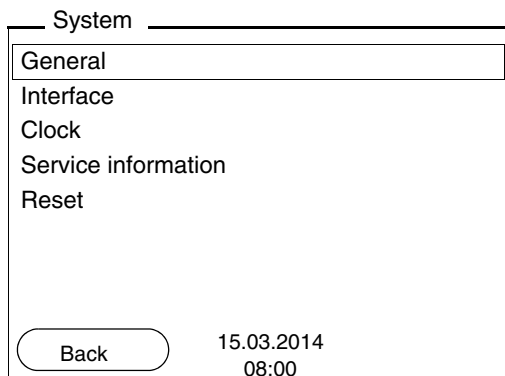 System
General
Interface
Clock
Service information
Reset
Back
15.03.2014
08:00